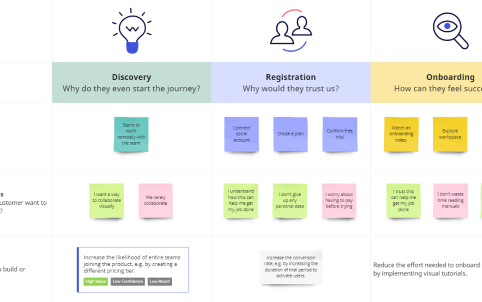 Discovery
Why do they even start the journey?
Registration
Why would they trust us?
Onboarding
How can they feel succe
Starts to
work
remotely with
the team
Connect
social
account
Choose a plan
Confirm free
trial
Watch an
onboarding
video
Explore
workspace
s
ustomer want to
?
I want a way
to collaborate
visually
We rarely
collaborate
I understand
how this can
help me get
my job done
I don't give
up any
personal data
I worry about
having to pay
before trying
I trust this
can help me
get my job
done
I don't waste
time reading
manuals
u build or
Increase the likelihood of entire teams
joining the product. e.g. by creating a
different pricing tier.
High Value
Low Confidence
Low Reach
Increase the conversion
rate, e.g. by increasing the
duration of trial period to
activate users.
Reduce the effort needed to onboard
by implementing visual tutorials.